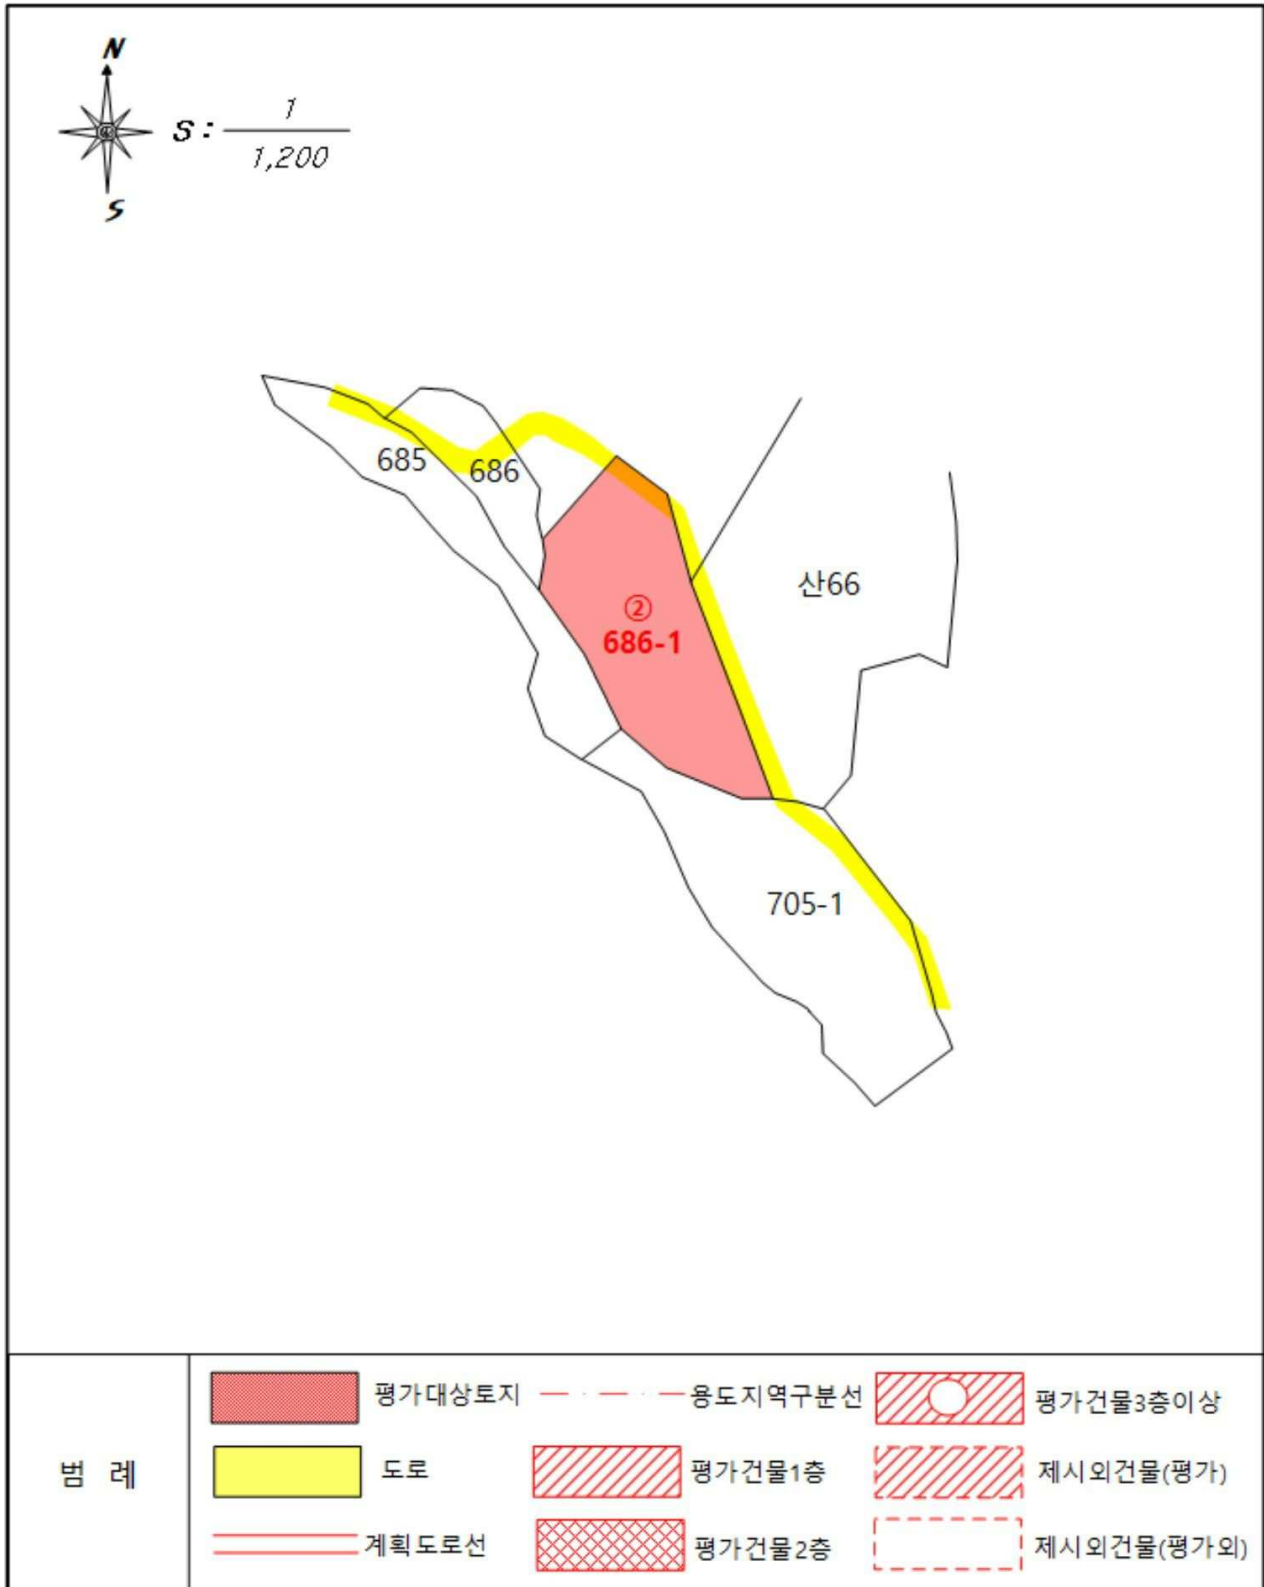 N
S : 1
1,200
S
685
686
산66
②
686-1
705-1
범 례
평가대상토지
용도지역구분선
평가건물3층이상
도로
평가건물1층
제시외건물(평가)
계획도로선
평가건물2층
제시외건물(평가외)